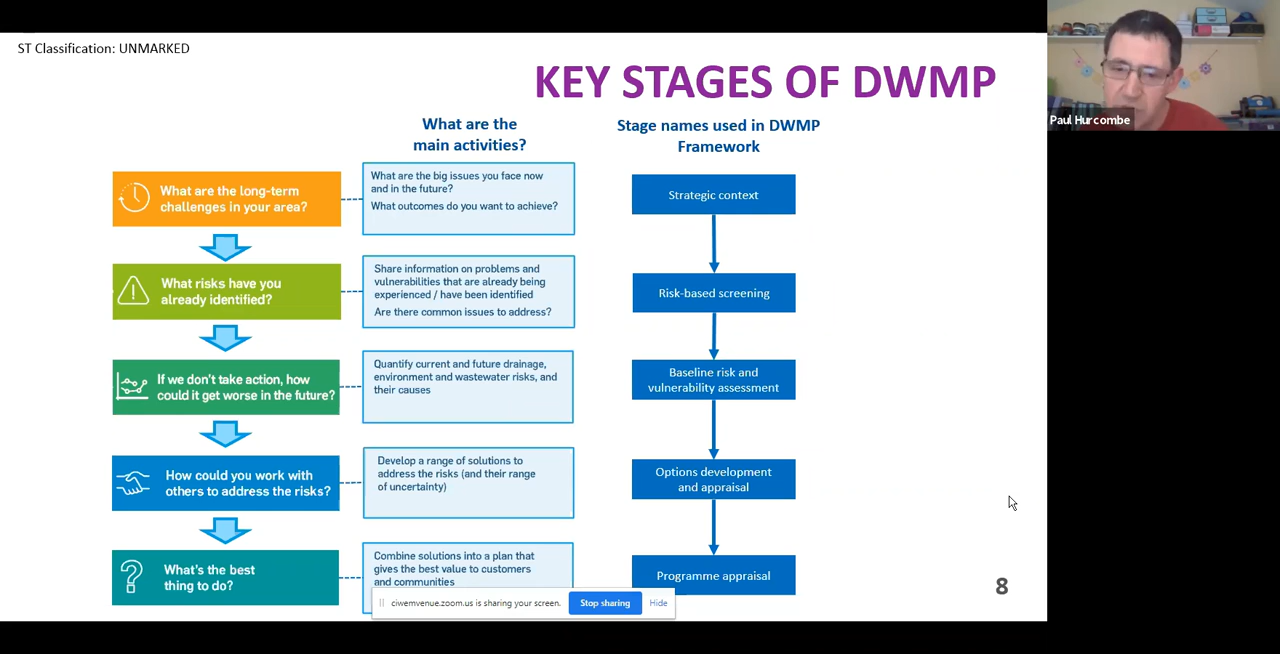 ST Classification: UNMARKED
KEY STAGES OF DWMP
Paul Hurcombe
What are the
main activities?
Stage names used in DWMP
Framework
What are the long-term
challenges in your area?
What are the big issues you face now
and in the future?
What outcomes do you want to achieve?
Strategic context
What risks have you
already identified?
Share information on problems and
vulnerabilities that are already being
experienced / have been identified
Are there common issues to address?
Risk-based screening
If we don't take action, how
could it get worse in the future?
Quantify current and future drainage,
environment and wastewater risks, and
their causes
Baseline risk and
vulnerability assessment
How could you work with
others to address the risks?
Develop a range of solutions to
address the risks (and their range
of uncertainty)
Options development
and appraisal
What's the best
thing to do?
Combine solutions into a plan that
gives the best value to customers
and communities
Programme appraisal
8
ciwemvenue.zoom.us is sharing your screen.
Stop sharing
Hide